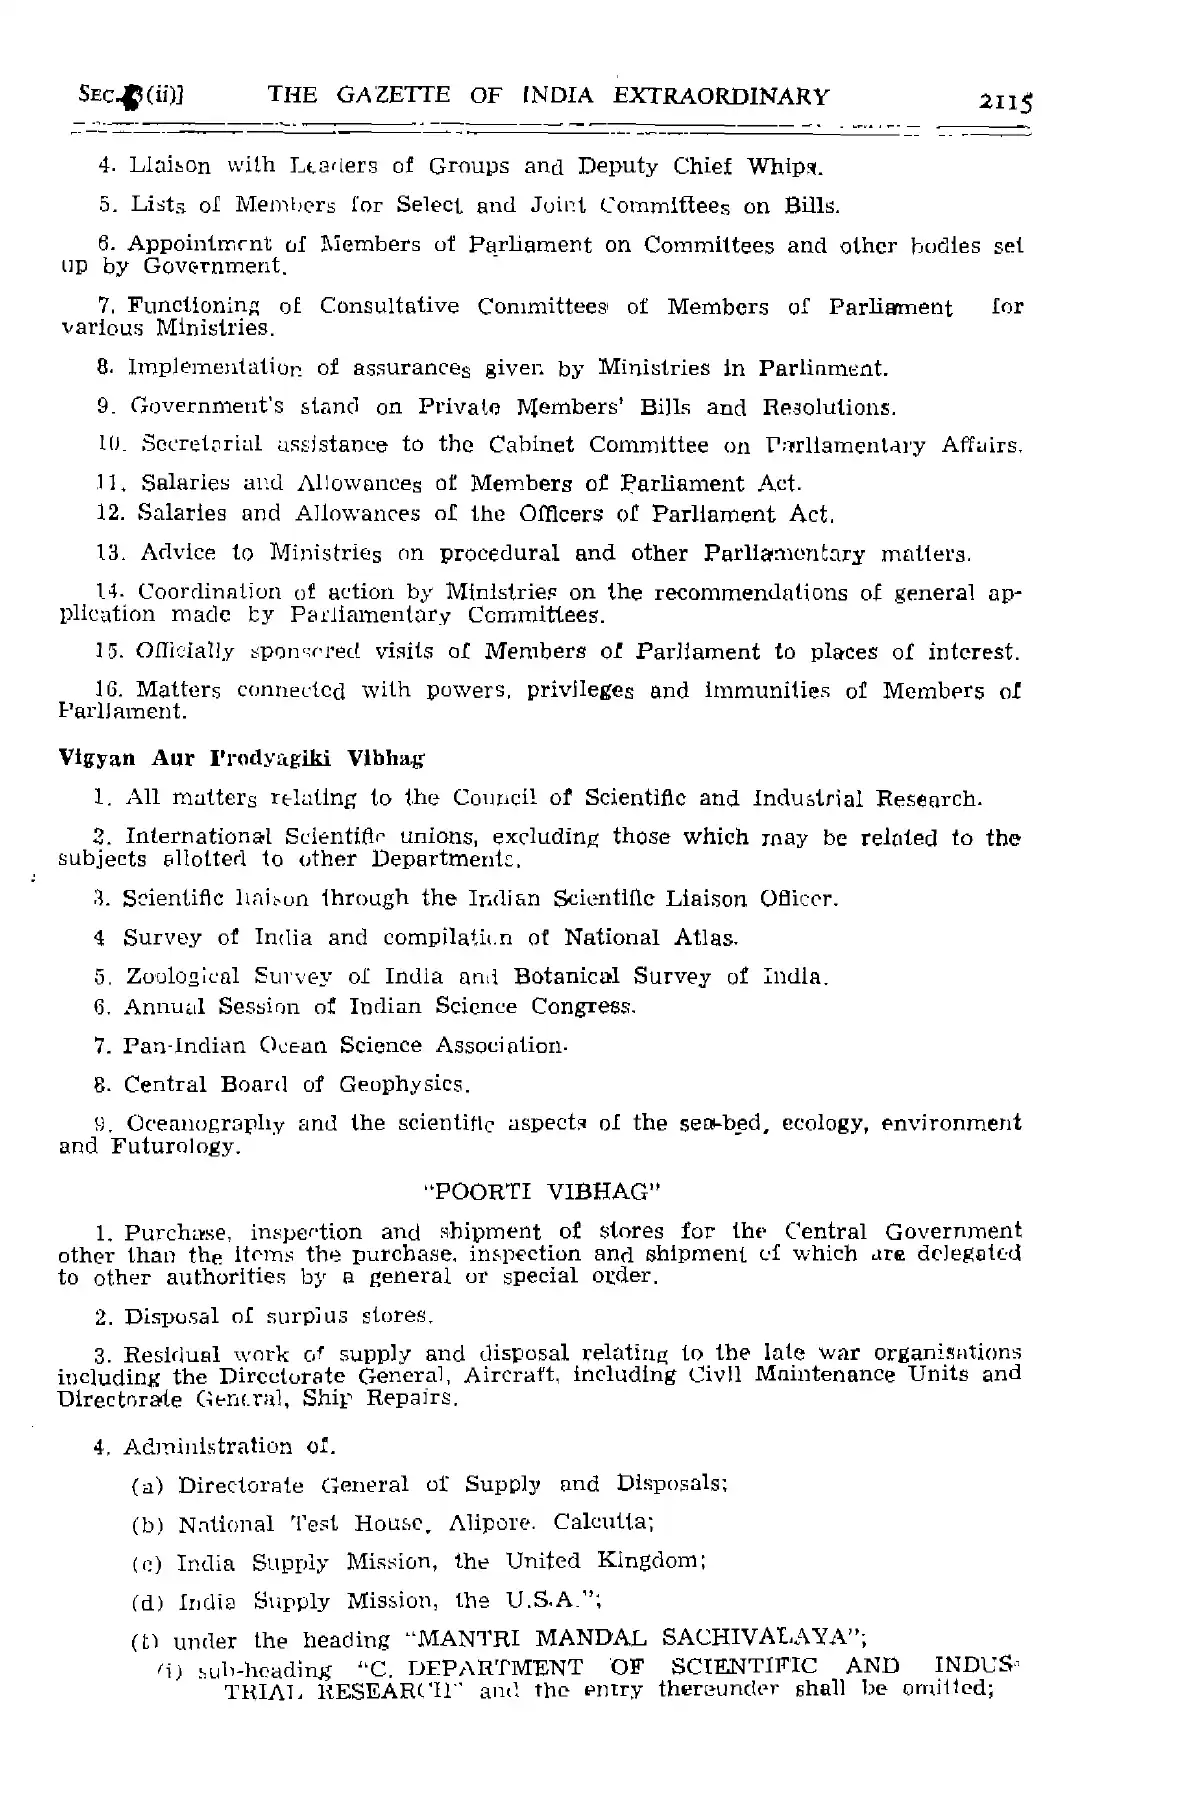 SEC. 3(ii)] THE GAZETTE OF INDIA EXTRAORDINARY 2115
4. Liaison with Leaders of Groups and Deputy Chief Whips.
5. Lists of Members for Select and Joint Committees on Bills.
6. Appointment of Members of Parliament on Committees and other bodies set
up by Government.
7. Functioning of Consultative Committees of Members of Parliament for
various Ministries.
8. Implementation of assurances given by Ministries in Parliament.
9. Government's stand on Private Members' Bills and Resolutions.
10. Secretarial assistance to the Cabinet Committee on Parliamentary Affairs.
11. Salaries and Allowances of Members of Parliament Act.
12. Salaries and Allowances of the Officers of Parliament Act.
13. Advice to Ministries on procedural and other Parliamentary matters.
14. Coordination of action by Ministries on the recommendations of general ap-
plication made by Parliamentary Committees.
15. Officially sponsored visits of Members of Parliament to places of interest.
16. Matters connected with powers, privileges and immunities of Members of
Parliament.
Vigyan Aur Prodyagiki Vibhag
1. All matters relating to the Council of Scientific and Industrial Research.
2. International Scientific unions, excluding those which may be related to the
subjects allotted to other Departments.
3. Scientific liaison through the Indian Scientific Liaison Officer.
4 Survey of India and compilation of National Atlas.
5. Zoological Survey of India and Botanical Survey of India.
6. Annual Session of Indian Science Congress.
7. Pan-Indian Ocean Science Association.
8. Central Board of Geophysics.
9. Oceanography and the scientific aspects of the sea-bed, ecology, environment
and Futurology.
"POORTI VIBHAG"
1. Purchase, inspection and shipment of stores for the Central Government
other than the items the purchase, inspection and shipment of which are delegated
to other authorities by a general or special order.
2. Disposal of surplus stores.
3. Residual work of supply and disposal relating to the late war organisations
including the Directorate General, Aircraft, including Civil Maintenance Units and
Directorate General, Ship Repairs.
4. Administration of.
(a) Directorate General of Supply and Disposals;
(b) National Test House, Alipore. Calcutta;
(c) India Supply Mission, the United Kingdom;
(d) India Supply Mission, the U.S.A.";
(t) under the heading "MANTRI MANDAL SACHIVALAYA";
(i) sub-heading "C. DEPARTMENT OF SCIENTIFIC AND INDUS-
TRIAL RESEARCH" and the entry thereunder shall be omitted;